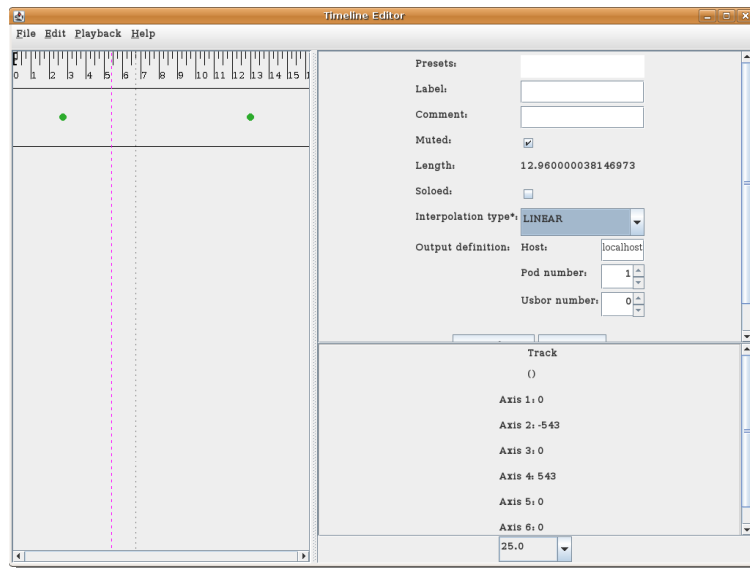 Timeline Editor
File Edit Playback Help
0 1 2 3 4 5 6 7 8 9 10 11 12 13 14 15
Presets:
Label:
Comment:
Muted:
Length: 12.960000038146973
Soloed:
Interpolation type*: LINEAR
Output definition: Host: localhost
Pod number: 1
Usbor number: 0
Track
()
Axis 1: 0
Axis 2: -543
Axis 3: 0
Axis 4: 543
Axis 5: 0
Axis 6: 0
25.0